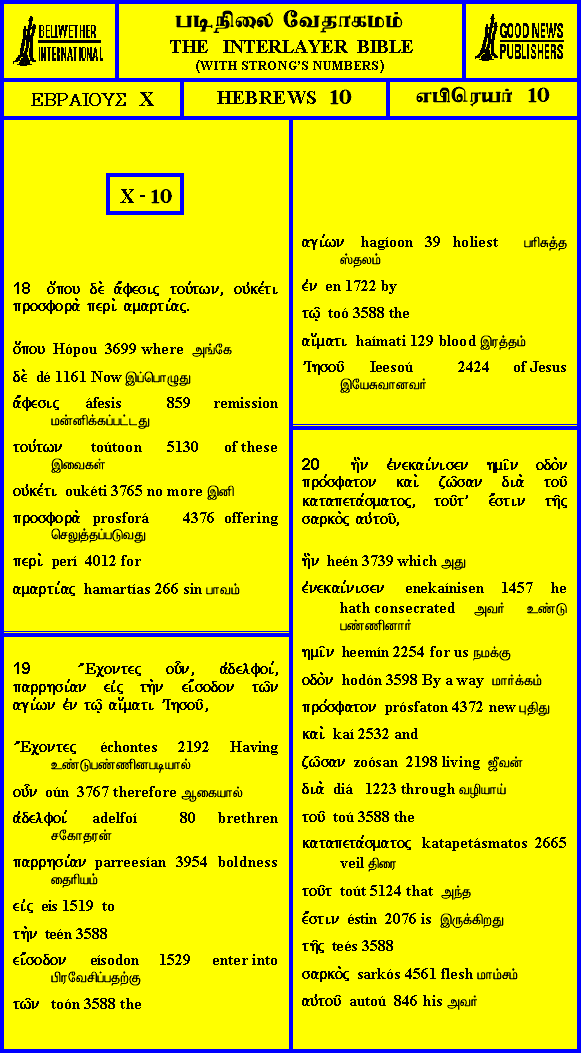 BELLWETHER
INTERNATIONAL
படிநிலை வேதாகமம்
THE INTERLAYER BIBLE
(WITH STRONG'S NUMBERS)
GOOD NEWS
PUBLISHERS
ΕΒΡΑΙΟΥΣ X
HEBREWS 10
எபிரெயர் 10
X - 10
18 ὅπου δὲ ἄφεσις τούτων, οὐκέτι
προσφορὰ περὶ αμαρτίας.
ὅπου Hópou 3699 where அங்கே
δὲ dé 1161 Now இப்பொழுது
ἄφεσις áfesis 859 remission
மன்னிக்கப்பட்டது
τούτων toútoon 5130 of these
இவைகள்
οὐκέτι oukéti 3765 no more இனி
προσφορὰ prosforá 4376 offering
செலுத்தப்படுவது
περὶ perí 4012 for
αμαρτίας hamartías 266 sin பாவம்
19 Ἔχοντες οὖν, ἀδελφοί,
παρρησίαν εἰς τὴν εἴσοδον τῶν
αγίων ἐν τῷ αἵματι Ἰησοῦ,
Ἔχοντες échontes 2192 Having
உண்டுபண்ணினபடியால்
οὖν oún 3767 therefore ஆகையால்
ἀδελφοί adelfoí 80 brethren
சகோதரன்
παρρησίαν parreesían 3954 boldness
தைரியம்
εἰς eis 1519 to
τὴν teén 3588
εἴσοδον eísodon 1529 enter into
பிரவேசிப்பதற்கு
τῶν toón 3588 the
αγίων hagíoon 39 holiest பரிசுத்த
ஸ்தலம்
ἐν en 1722 by
τῷ toó 3588 the
αἵματι haímati 129 blood இரத்தம்
Ἰησοῦ Ieesoú 2424 of Jesus
இயேசுவானவர்
20 ἣν ἐνεκαίνισεν ημῖν οδὸν
πρόσφατον καὶ ζῶσαν διὰ τοῦ
καταπετάσματος, τοῦτ' ἔστιν τῆς
σαρκὸς αὐτοῦ,
ἣν heén 3739 which அது
ἐνεκαίνισεν enekaínisen 1457 he
hath consecrated அவர் உண்டு
பண்ணினார்
ημῖν heemín 2254 for us நமக்கு
οδὸν hodón 3598 By a way மார்க்கம்
πρόσφατον prósfaton 4372 new புதிது
καὶ kaí 2532 and
ζῶσαν zoósan 2198 living ஜீவன்
διὰ diá 1223 through வழியாய்
τοῦ toú 3588 the
καταπετάσματος katapetásmatos 2665
veil திரை
τοῦτ toút 5124 that அந்த
ἔστιν éstin 2076 is இருக்கிறது
τῆς teés 3588
σαρκὸς sarkós 4561 flesh மாம்சம்
αὐτοῦ autoú 846 his அவர்